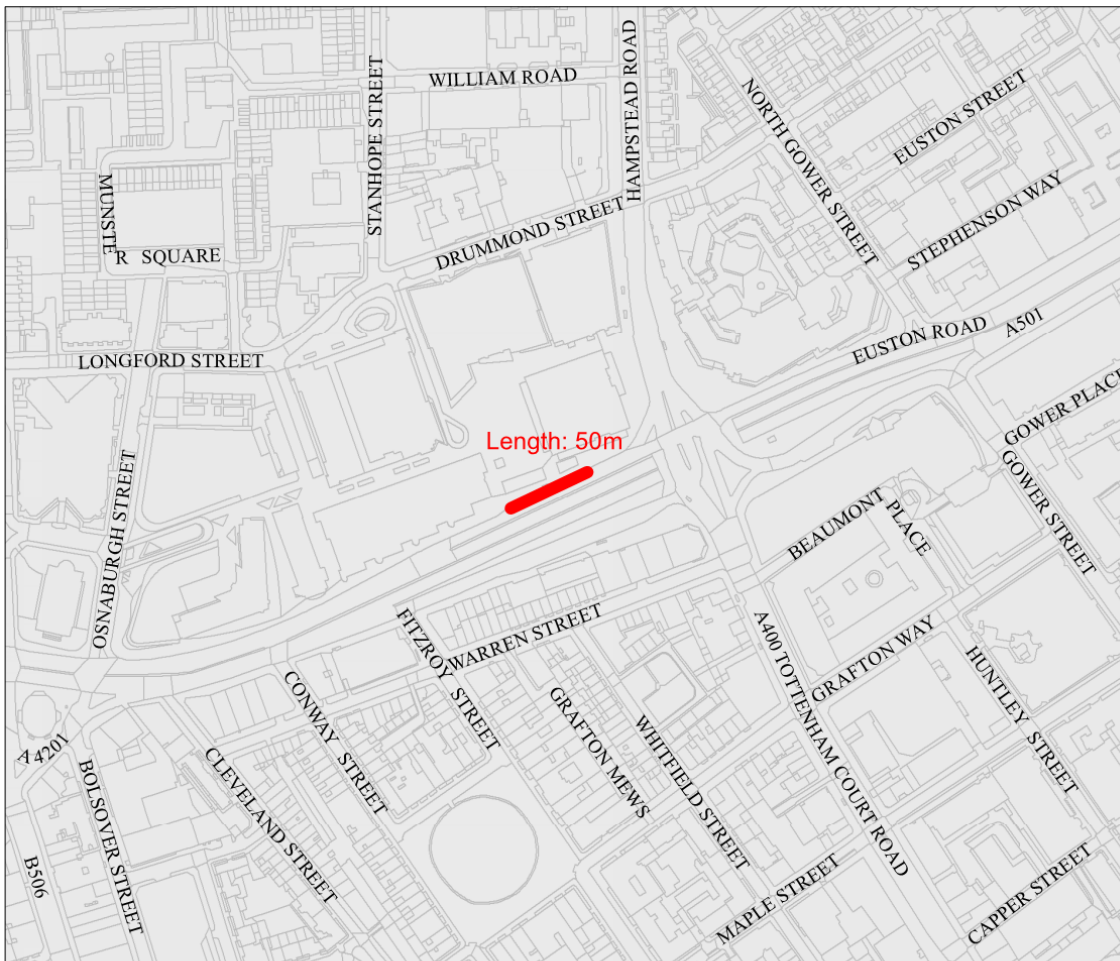 WILLIAM ROAD
STANHOPE STREET
HAMPSTEAD ROAD
NORTH GOWER STREET
EUSTON STREET
STEPHENSON WAY
MUNSTE
R SQUARE
DRUMMOND STREET
LONGFORD STREET
EUSTON ROAD
A501
GOWER PLACE
Length: 50m
OSNABURGH STREET
GOWER STREET
BEAUMONT PLACE
WARREN STREET
FITZROY STREET
A400 TOTTENHAM COURT ROAD
GRAFTON WAY
HUNTLEY STREET
CONWAY STREET
GRAFTON MEWS
WHITFIELD STREET
A4201
BOLSOVER STREET
CLEVELAND STREET
B506
MAPLE STREET
CAPPER STREET